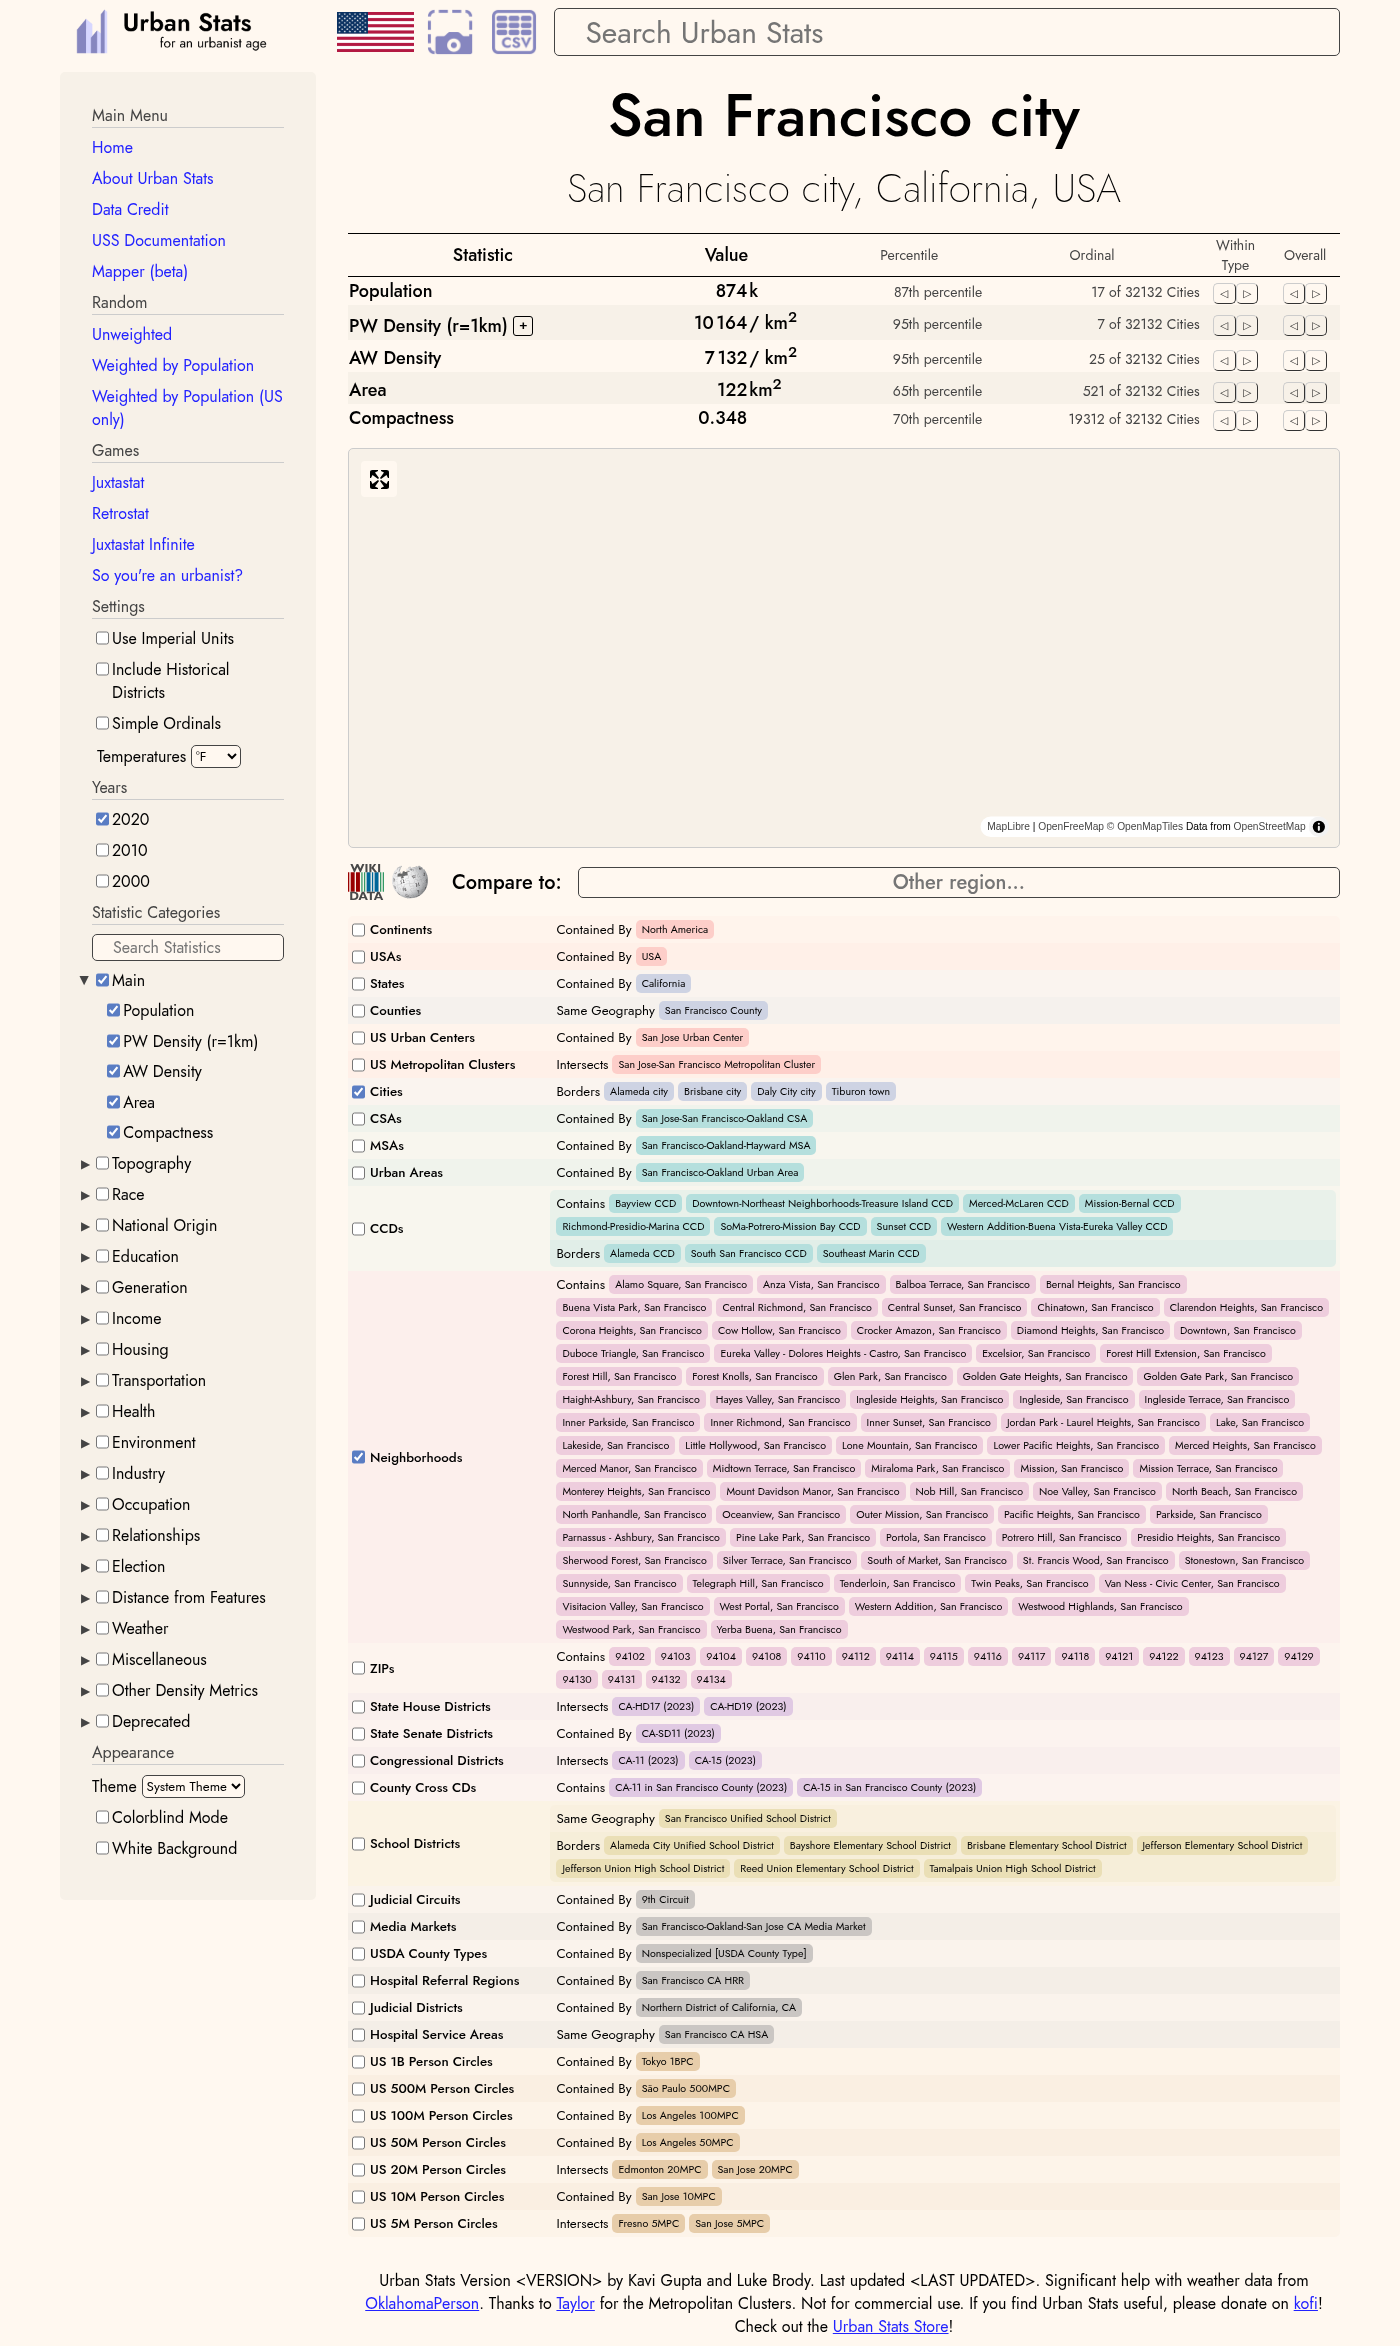 Urban Stats
for an urbanist age
CSV
Search Urban Stats
Main Menu
Home
About Urban Stats
Data Credit
USS Documentation
Mapper (beta)
Random
Unweighted
Weighted by Population
Weighted by Population (US
only)
Games
Juxtastat
Retrostat
Juxtastat Infinite
So you're an urbanist?
Settings
Use Imperial Units
Include Historical
Districts
Simple Ordinals
Temperatures °F
Years
2020
2010
2000
Statistic Categories
Search Statistics
Main
Population
PW Density (r=1km)
AW Density
Area
Compactness
Topography
Race
National Origin
Education
Generation
Income
Housing
Transportation
Health
Environment
Industry
Occupation
Relationships
Election
Distance from Features
Weather
Miscellaneous
Other Density Metrics
Deprecated
Appearance
Theme System Theme
Colorblind Mode
White Background
San Francisco city
San Francisco city, California, USA
Statistic Value Percentile Ordinal Within Type Overall
Population 874k 87th percentile 17 of 32132 Cities
PW Density (r=1km) + 10 164 / km² 95th percentile 7 of 32132 Cities
AW Density 7 132 / km² 95th percentile 25 of 32132 Cities
Area 122 km² 65th percentile 521 of 32132 Cities
Compactness 0.348 70th percentile 19312 of 32132 Cities
MapLibre | OpenFreeMap © OpenMapTiles Data from OpenStreetMap
WIKI
DATA
Compare to: Other region...
Continents Contained By North America
USAs Contained By USA
States Contained By California
Counties Same Geography San Francisco County
US Urban Centers Contained By San Jose Urban Center
US Metropolitan Clusters Intersects San Jose-San Francisco Metropolitan Cluster
Cities Borders Alameda city Brisbane city Daly City city Tiburon town
CSAs Contained By San Jose-San Francisco-Oakland CSA
MSAs Contained By San Francisco-Oakland-Hayward MSA
Urban Areas Contained By San Francisco-Oakland Urban Area
CCDs Contains Bayview CCD Downtown-Northeast Neighborhoods-Treasure Island CCD Merced-McLaren CCD Mission-Bernal CCD
Richmond-Presidio-Marina CCD SoMa-Potrero-Mission Bay CCD Sunset CCD Western Addition-Buena Vista-Eureka Valley CCD
Borders Alameda CCD South San Francisco CCD Southeast Marin CCD
Neighborhoods Contains Alamo Square, San Francisco Anza Vista, San Francisco Balboa Terrace, San Francisco Bernal Heights, San Francisco
Buena Vista Park, San Francisco Central Richmond, San Francisco Central Sunset, San Francisco Chinatown, San Francisco Clarendon Heights, San Francisco
Corona Heights, San Francisco Cow Hollow, San Francisco Crocker Amazon, San Francisco Diamond Heights, San Francisco Downtown, San Francisco
Duboce Triangle, San Francisco Eureka Valley - Dolores Heights - Castro, San Francisco Excelsior, San Francisco Forest Hill Extension, San Francisco
Forest Hill, San Francisco Forest Knolls, San Francisco Glen Park, San Francisco Golden Gate Heights, San Francisco Golden Gate Park, San Francisco
Haight-Ashbury, San Francisco Hayes Valley, San Francisco Ingleside Heights, San Francisco Ingleside, San Francisco Ingleside Terrace, San Francisco
Inner Parkside, San Francisco Inner Richmond, San Francisco Inner Sunset, San Francisco Jordan Park - Laurel Heights, San Francisco Lake, San Francisco
Lakeside, San Francisco Little Hollywood, San Francisco Lone Mountain, San Francisco Lower Pacific Heights, San Francisco Merced Heights, San Francisco
Merced Manor, San Francisco Midtown Terrace, San Francisco Miraloma Park, San Francisco Mission, San Francisco Mission Terrace, San Francisco
Monterey Heights, San Francisco Mount Davidson Manor, San Francisco Nob Hill, San Francisco Noe Valley, San Francisco North Beach, San Francisco
North Panhandle, San Francisco Oceanview, San Francisco Outer Mission, San Francisco Pacific Heights, San Francisco Parkside, San Francisco
Parnassus - Ashbury, San Francisco Pine Lake Park, San Francisco Portola, San Francisco Potrero Hill, San Francisco Presidio Heights, San Francisco
Sherwood Forest, San Francisco Silver Terrace, San Francisco South of Market, San Francisco St. Francis Wood, San Francisco Stonestown, San Francisco
Sunnyside, San Francisco Telegraph Hill, San Francisco Tenderloin, San Francisco Twin Peaks, San Francisco Van Ness - Civic Center, San Francisco
Visitacion Valley, San Francisco West Portal, San Francisco Western Addition, San Francisco Westwood Highlands, San Francisco
Westwood Park, San Francisco Yerba Buena, San Francisco
ZIPs Contains 94102 94103 94104 94108 94110 94112 94114 94115 94116 94117 94118 94121 94122 94123 94127 94129
94130 94131 94132 94134
State House Districts Intersects CA-HD17 (2023) CA-HD19 (2023)
State Senate Districts Contained By CA-SD11 (2023)
Congressional Districts Intersects CA-11 (2023) CA-15 (2023)
County Cross CDs Contains CA-11 in San Francisco County (2023) CA-15 in San Francisco County (2023)
School Districts Same Geography San Francisco Unified School District
Borders Alameda City Unified School District Bayshore Elementary School District Brisbane Elementary School District Jefferson Elementary School District
Jefferson Union High School District Reed Union Elementary School District Tamalpais Union High School District
Judicial Circuits Contained By 9th Circuit
Media Markets Contained By San Francisco-Oakland-San Jose CA Media Market
USDA County Types Contained By Nonspecialized [USDA County Type]
Hospital Referral Regions Contained By San Francisco CA HRR
Judicial Districts Contained By Northern District of California, CA
Hospital Service Areas Same Geography San Francisco CA HSA
US 1B Person Circles Contained By Tokyo 1BPC
US 500M Person Circles Contained By São Paulo 500MPC
US 100M Person Circles Contained By Los Angeles 100MPC
US 50M Person Circles Contained By Los Angeles 50MPC
US 20M Person Circles Intersects Edmonton 20MPC San Jose 20MPC
US 10M Person Circles Contained By San Jose 10MPC
US 5M Person Circles Intersects Fresno 5MPC San Jose 5MPC
Urban Stats Version <VERSION> by Kavi Gupta and Luke Brody. Last updated <LAST UPDATED>. Significant help with weather data from
OklahomaPerson. Thanks to Taylor for the Metropolitan Clusters. Not for commercial use. If you find Urban Stats useful, please donate on kofi!
Check out the Urban Stats Store!